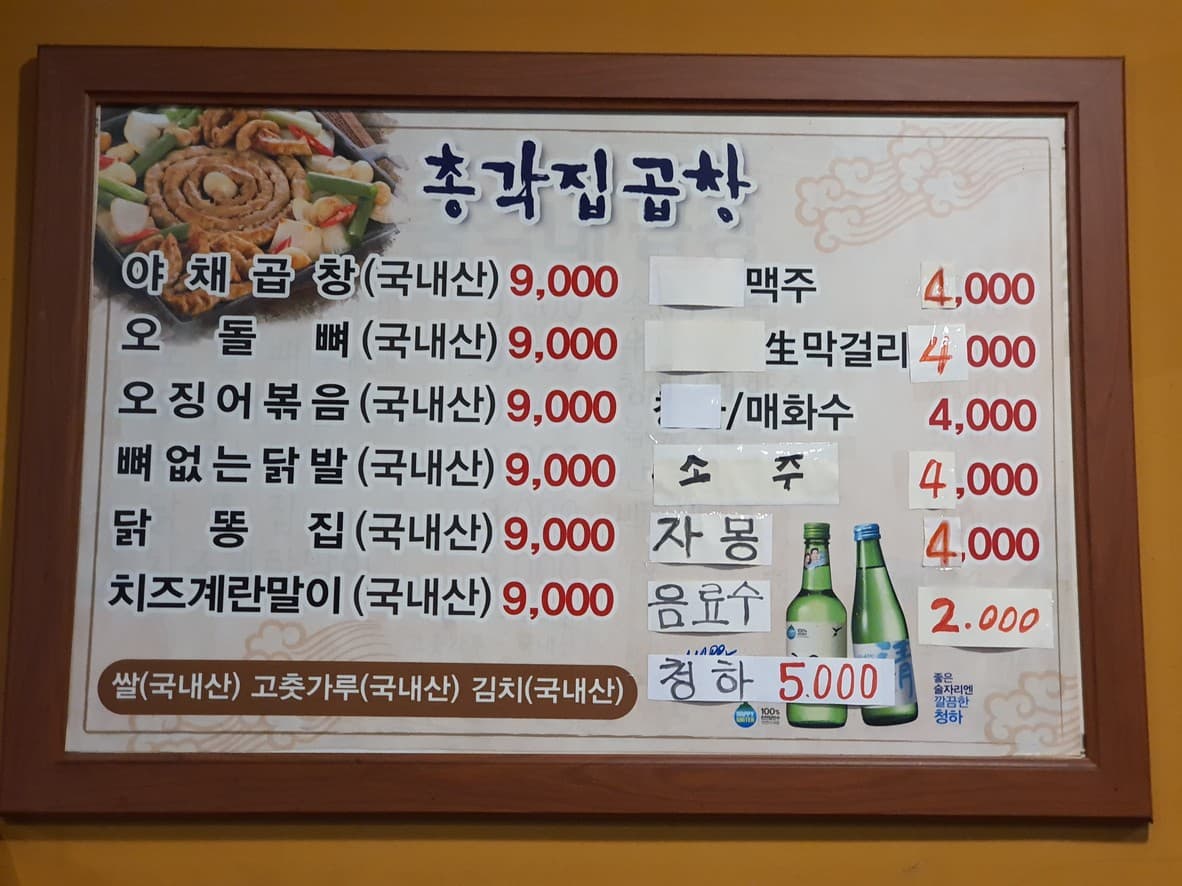 총각집곱창
야채곱창(국내산) 9,000
오돌뼈(국내산) 9,000
오징어볶음(국내산) 9,000
뼈없는닭발(국내산) 9,000
닭똥집(국내산) 9,000
치즈계란말이(국내산) 9,000
쌀(국내산) 고춧가루(국내산) 김치(국내산)
맥주 4,000
生막걸리 4 000
/매화수 4,000
소주 4,000
자몽 4,000
음료수 2.000
청하 5.000
HAPPY WATER
100%
淸
좋은
술자리엔
깔끔한
청하